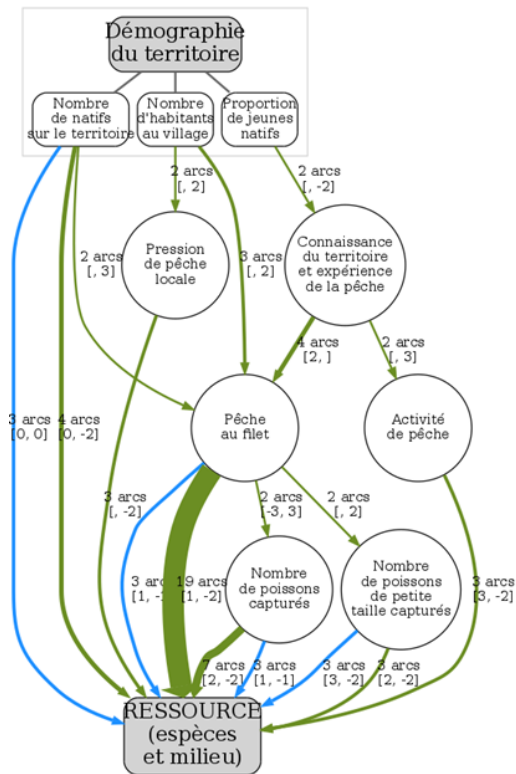 Démographie
du territoire
Nombre
de natifs
sur le territoire
Nombre
d'habitants
au village
Proportion
de jeunes
natifs
2 arcs
[, 2]
2 arcs
[, -2]
Pression
de pêche
locale
Connaissance
du territoire
et expérience
de la pêche
2 arcs
[, 3]
3 arcs
[, 2]
4 arcs
[2, ]
2 arcs
[, 3]
Pêche
au filet
Activité
de pêche
3 arcs
[0, 0]
4 arcs
[0, -2]
3 arcs
[, -2]
2 arcs
[-3, 3]
2 arcs
[, 2]
3 arcs
[1, -
19 arcs
[1, -2]
Nombre
de poissons
capturés
Nombre
de poissons
de petite
taille capturés
3 arcs
[3, -2]
7 arcs
[2, -2]
3 arcs
[1, -1]
3 arcs
[3, -2]
3 arcs
[2, -2]
RESSOURCE
(espèces
et milieu)